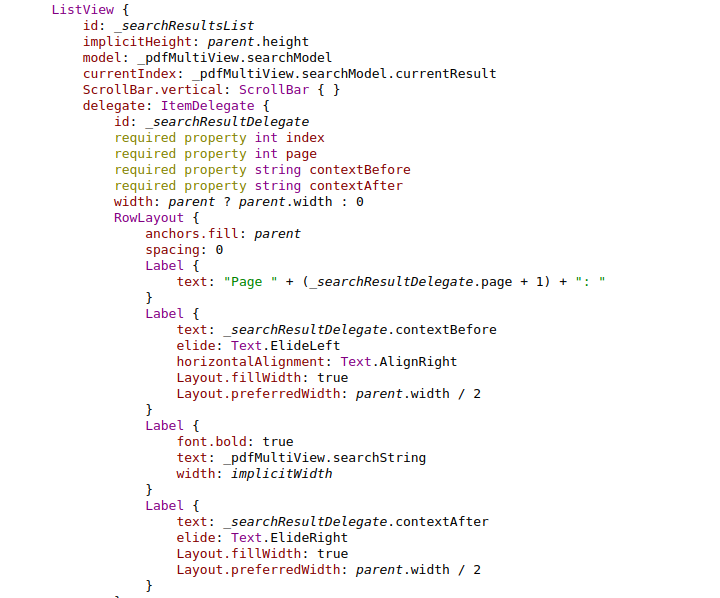 ListView {
id: _searchResultsList
implicitHeight: parent.height
model: _pdfMultiView.searchModel
currentIndex: _pdfMultiView.searchModel.currentResult
ScrollBar.vertical: ScrollBar { }
delegate: ItemDelegate {
id: _searchResultDelegate
required property int index
required property int page
required property string contextBefore
required property string contextAfter
width: parent ? parent.width : 0
RowLayout {
anchors.fill: parent
spacing: 0
Label {
text: "Page " + (_searchResultDelegate.page + 1) + ": "
}
Label {
text: _searchResultDelegate.contextBefore
elide: Text.ElideLeft
horizontalAlignment: Text.AlignRight
Layout.fillWidth: true
Layout.preferredWidth: parent.width / 2
}
Label {
font.bold: true
text: _pdfMultiView.searchString
width: implicitWidth
}
Label {
text: _searchResultDelegate.contextAfter
elide: Text.ElideRight
Layout.fillWidth: true
Layout.preferredWidth: parent.width / 2
}